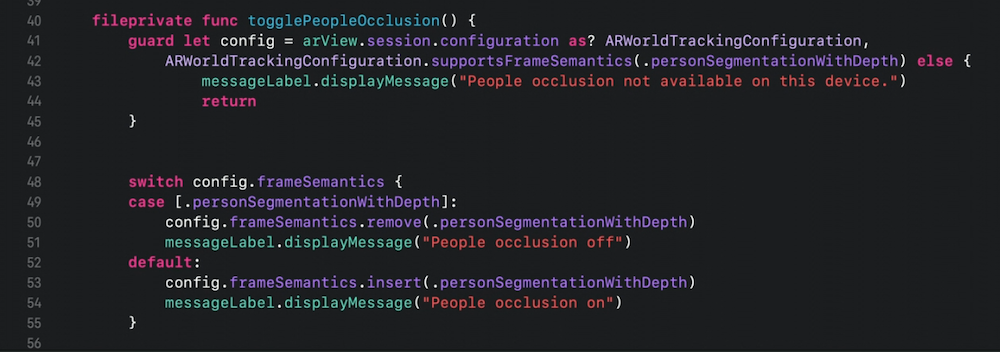 39
40 fileprivate func togglePeopleOcclusion() {
41 guard let config = arView.session.configuration as? ARWorldTrackingConfiguration,
42 ARWorldTrackingConfiguration.supportsFrameSemantics(.personSegmentationWithDepth) else {
43 messageLabel.displayMessage("People occlusion not available on this device.")
44 return
45 }
46
47
48 switch config.frameSemantics {
49 case [.personSegmentationWithDepth]:
50 config.frameSemantics.remove(.personSegmentationWithDepth)
51 messageLabel.displayMessage("People occlusion off")
52 default:
53 config.frameSemantics.insert(.personSegmentationWithDepth)
54 messageLabel.displayMessage("People occlusion on")
55 }
56